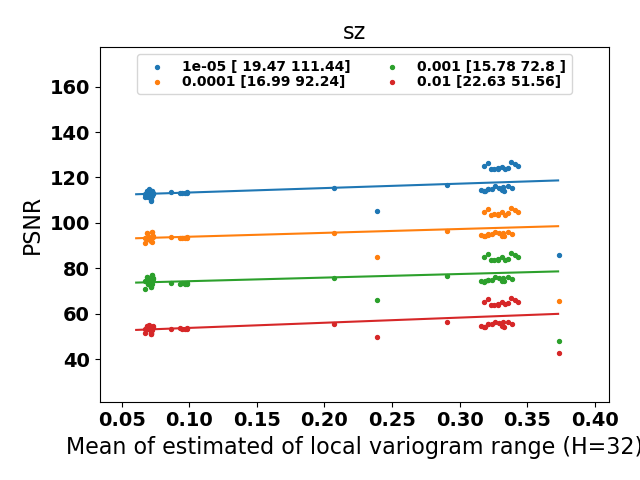 sz
1e-05 [ 19.47 111.44]
0.0001 [16.99 92.24]
0.001 [15.78 72.8 ]
0.01 [22.63 51.56]
PSNR
160
140
120
100
80
60
40
0.05 0.10 0.15 0.20 0.25 0.30 0.35 0.40
Mean of estimated of local variogram range (H=32)